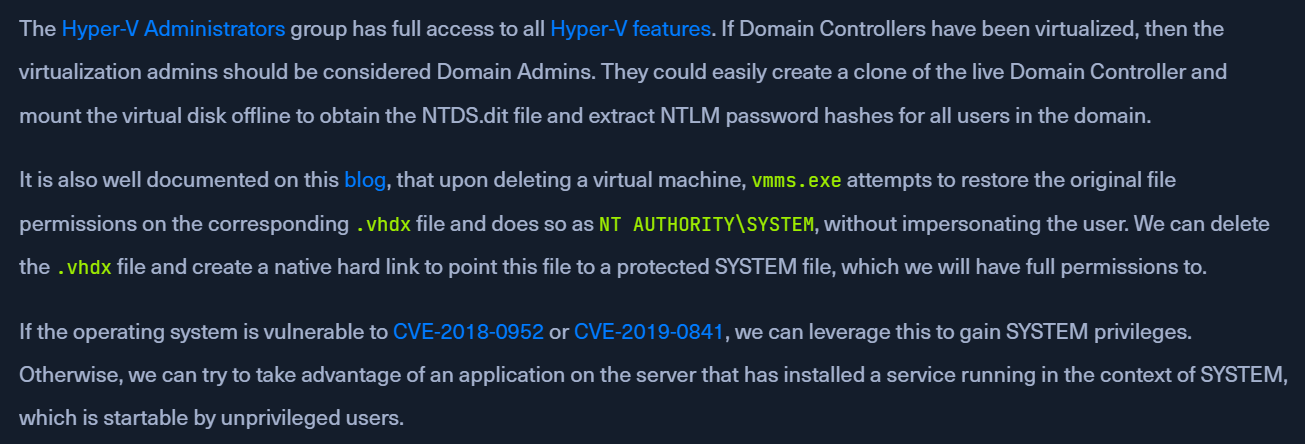 The Hyper-V Administrators group has full access to all Hyper-V features. If Domain Controllers have been virtualized, then the
virtualization admins should be considered Domain Admins. They could easily create a clone of the live Domain Controller and
mount the virtual disk offline to obtain the NTDS.dit file and extract NTLM password hashes for all users in the domain.
It is also well documented on this blog, that upon deleting a virtual machine, vmms.exe attempts to restore the original file
permissions on the corresponding .vhdx file and does so as NT AUTHORITY\SYSTEM, without impersonating the user. We can delete
the .vhdx file and create a native hard link to point this file to a protected SYSTEM file, which we will have full permissions to.
If the operating system is vulnerable to CVE-2018-0952 or CVE-2019-0841, we can leverage this to gain SYSTEM privileges.
Otherwise, we can try to take advantage of an application on the server that has installed a service running in the context of SYSTEM,
which is startable by unprivileged users.